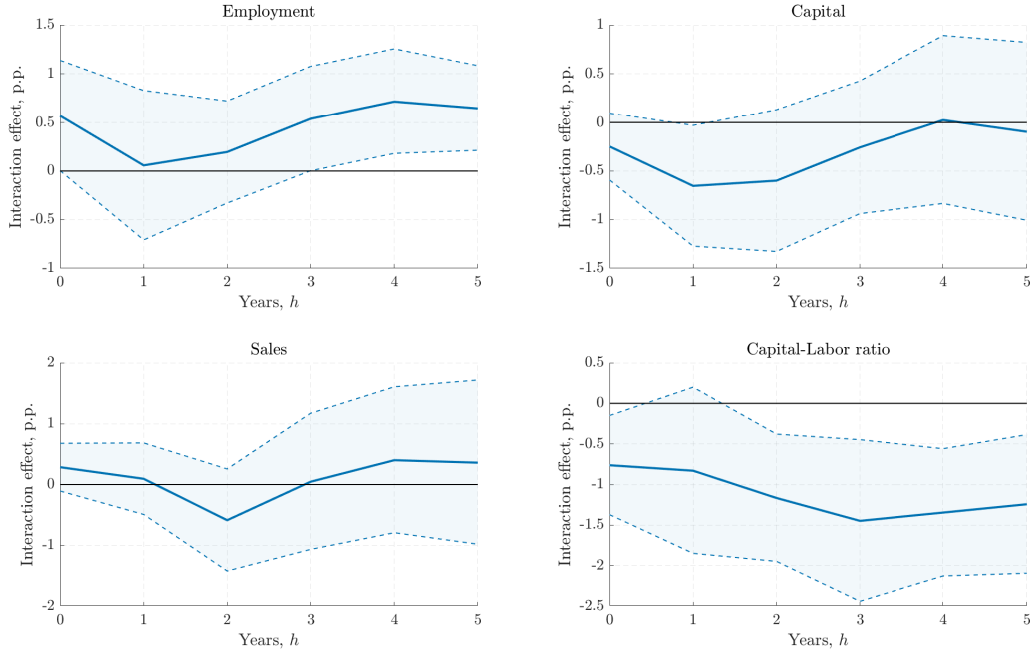 Employment
1.5
1
0.5
0
-0.5
-1
Interaction effect, p.p.
0 1 2 3 4 5
Years, h
Capital
1
0.5
0
-0.5
-1
-1.5
Interaction effect, p.p.
0 1 2 3 4 5
Years, h
Sales
2
1
0
-1
-2
Interaction effect, p.p.
0 1 2 3 4 5
Years, h
Capital-Labor ratio
0.5
0
-0.5
-1
-1.5
-2
-2.5
Interaction effect, p.p.
0 1 2 3 4 5
Years, h